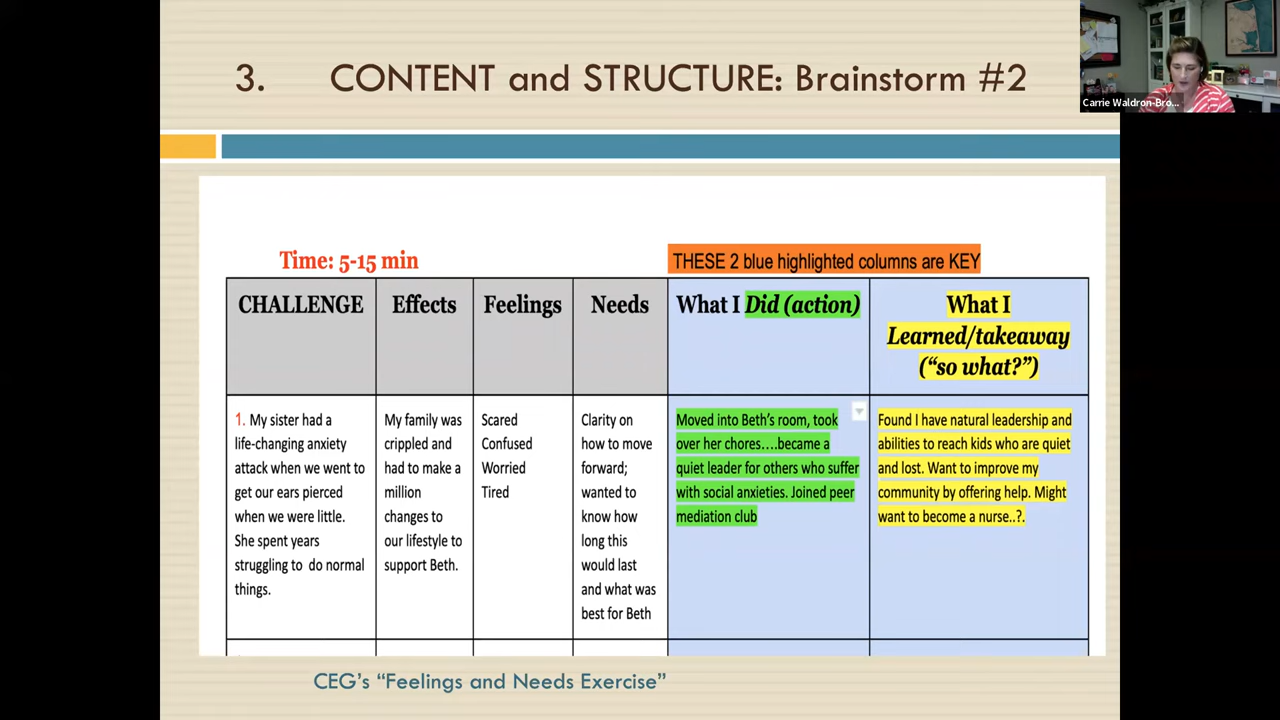 3. CONTENT and STRUCTURE: Brainstorm #2
Carrie Waldron-Bro...
Time: 5-15 min
THESE 2 blue highlighted columns are KEY
CHALLENGE
Effects
Feelings
Needs
What I Did (action)
What I
Learned/takeaway
(“so what?”)
1. My sister had a
life-changing anxiety
attack when we went to
get our ears pierced
when we were little.
She spent years
struggling to do normal
things.
My family was
crippled and
had to make a
million
changes to
our lifestyle to
support Beth.
Scared
Confused
Worried
Tired
Clarity on
how to move
forward;
wanted to
know how
long this
would last
and what was
best for Beth
Moved into Beth’s room, took
over her chores....became a
quiet leader for others who suffer
with social anxieties. Joined peer
mediation club
Found I have natural leadership and
abilities to reach kids who are quiet
and lost. Want to improve my
community by offering help. Might
want to become a nurse..?.
CEG’s “Feelings and Needs Exercise”